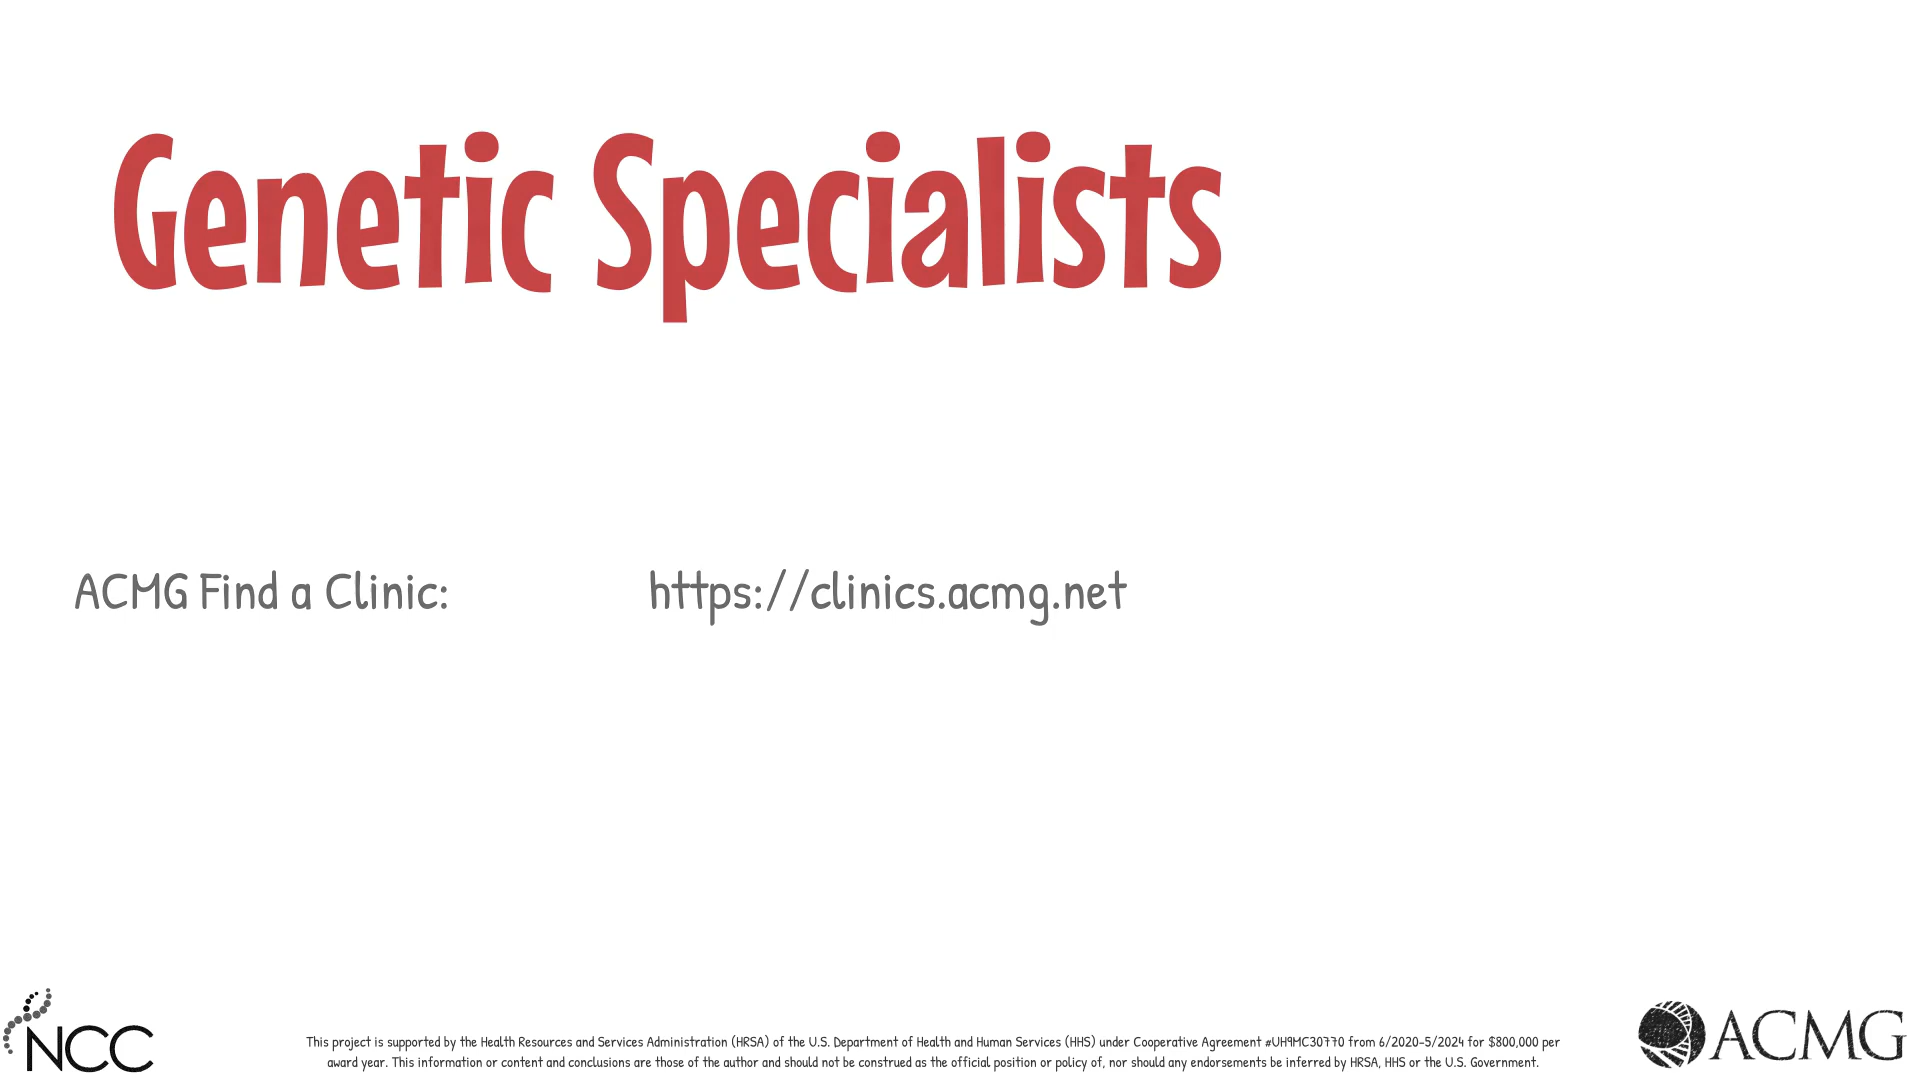 Genetic Specialists
ACMG Find a Clinic: https://clinics.acmg.net
NCC
This project is supported by the Health Resources and Services Administration (HRSA) of the U.S. Department of Health and Human Services (HHS) under Cooperative Agreement #UH9MC30770 from 6/2020-5/2024 for $800,000 per
award year. This information or content and conclusions are those of the author and should not be construed as the official position or policy of, nor should any endorsements be inferred by HRSA, HHS or the U.S. Government.
ACMG